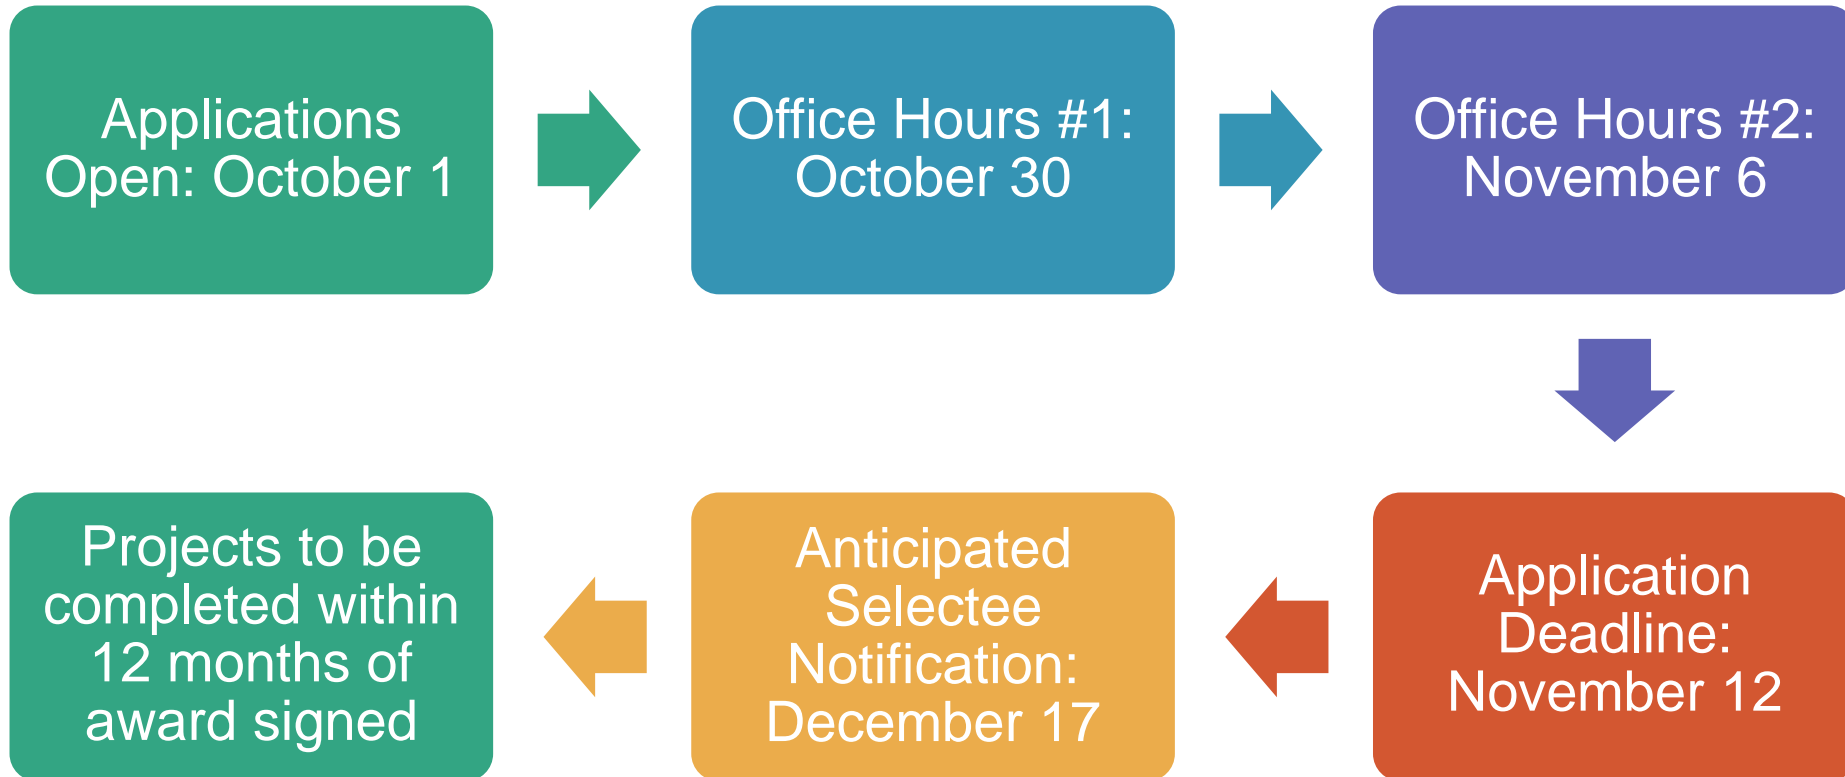 Applications
Open: October 1
Office Hours #1:
October 30
Office Hours #2:
November 6
Application
Deadline:
November 12
Anticipated
Selectee
Notification:
December 17
Projects to be
completed within
12 months of
award signed